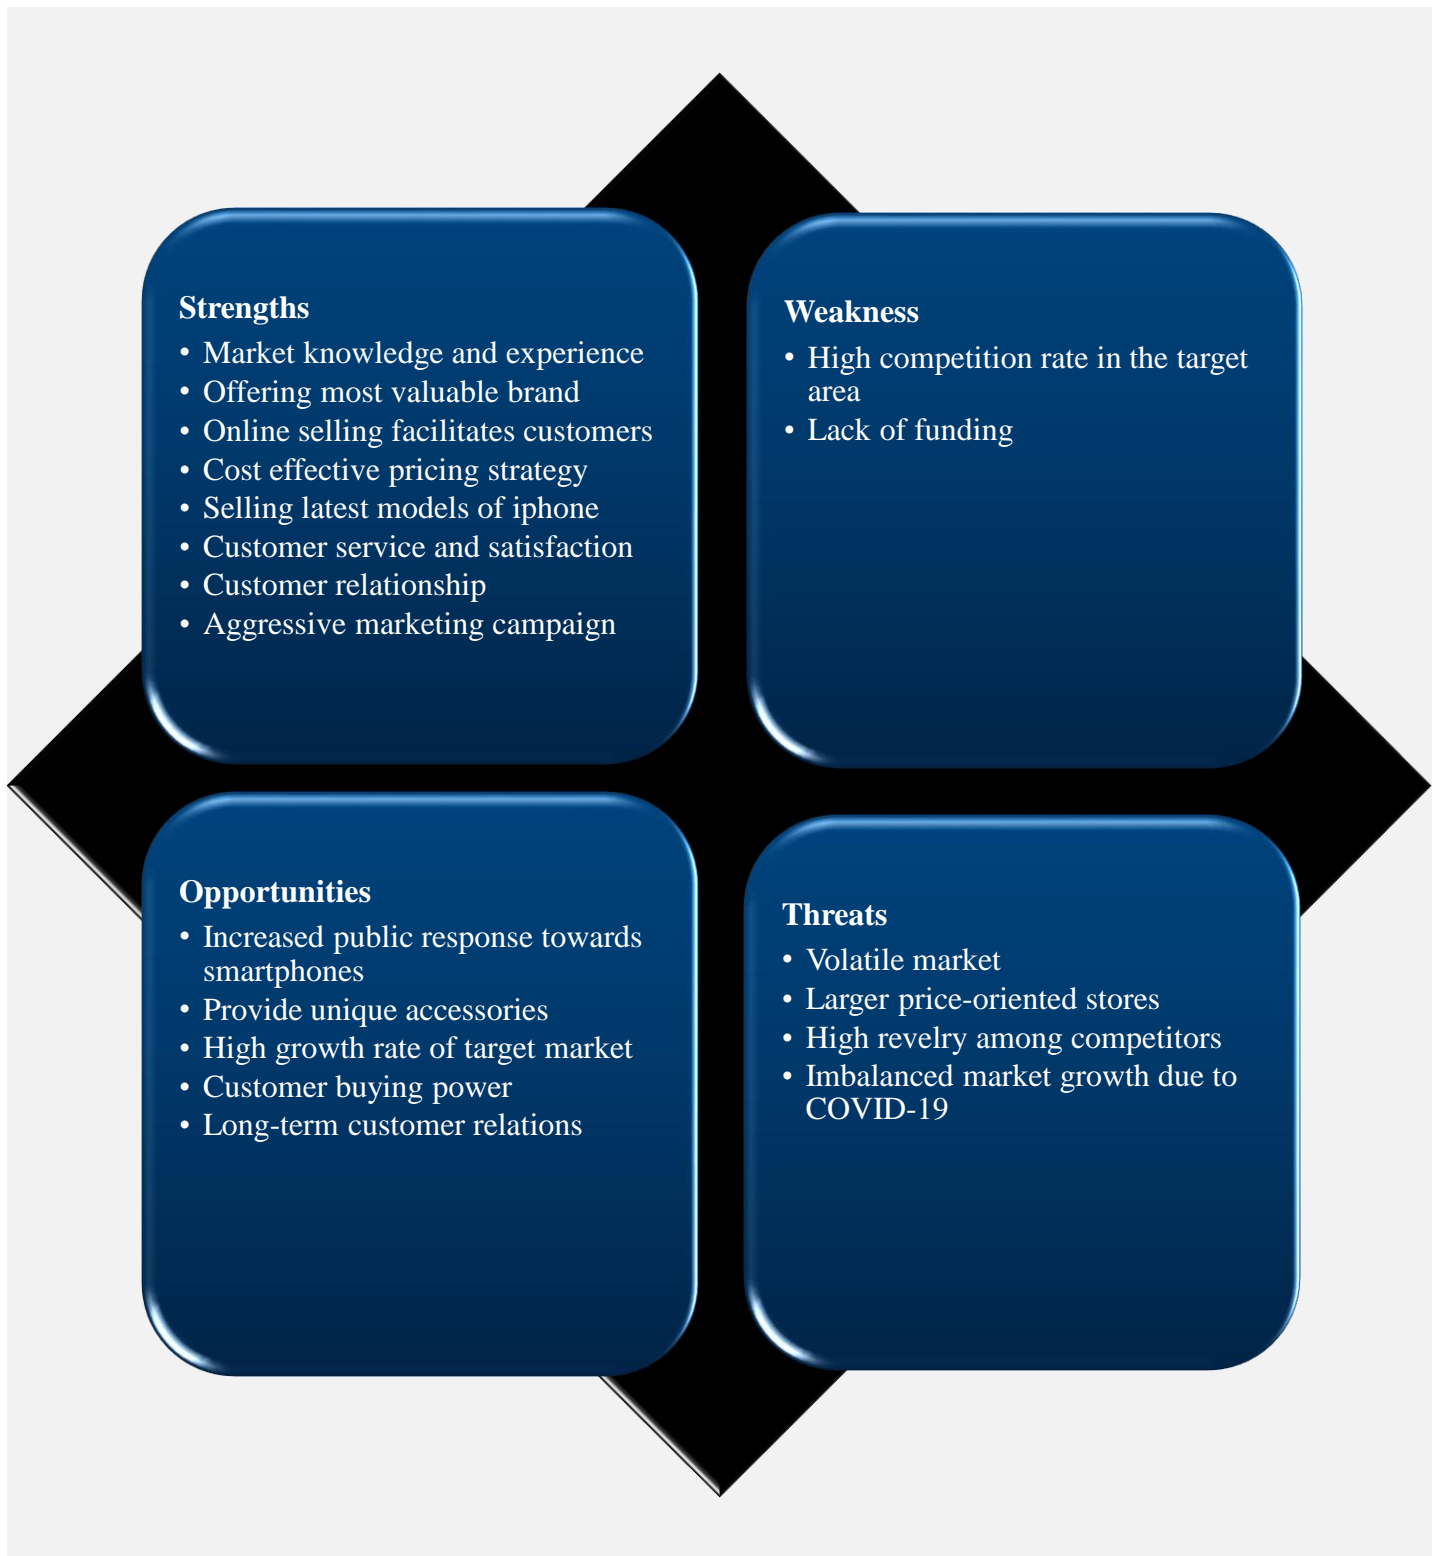 Strengths
• Market knowledge and experience
• Offering most valuable brand
• Online selling facilitates customers
• Cost effective pricing strategy
• Selling latest models of iphone
• Customer service and satisfaction
• Customer relationship
• Aggressive marketing campaign
Weakness
• High competition rate in the target
area
• Lack of funding
Opportunities
• Increased public response towards
smartphones
• Provide unique accessories
• High growth rate of target market
• Customer buying power
• Long-term customer relations
Threats
• Volatile market
• Larger price-oriented stores
• High revelry among competitors
• Imbalanced market growth due to
COVID-19